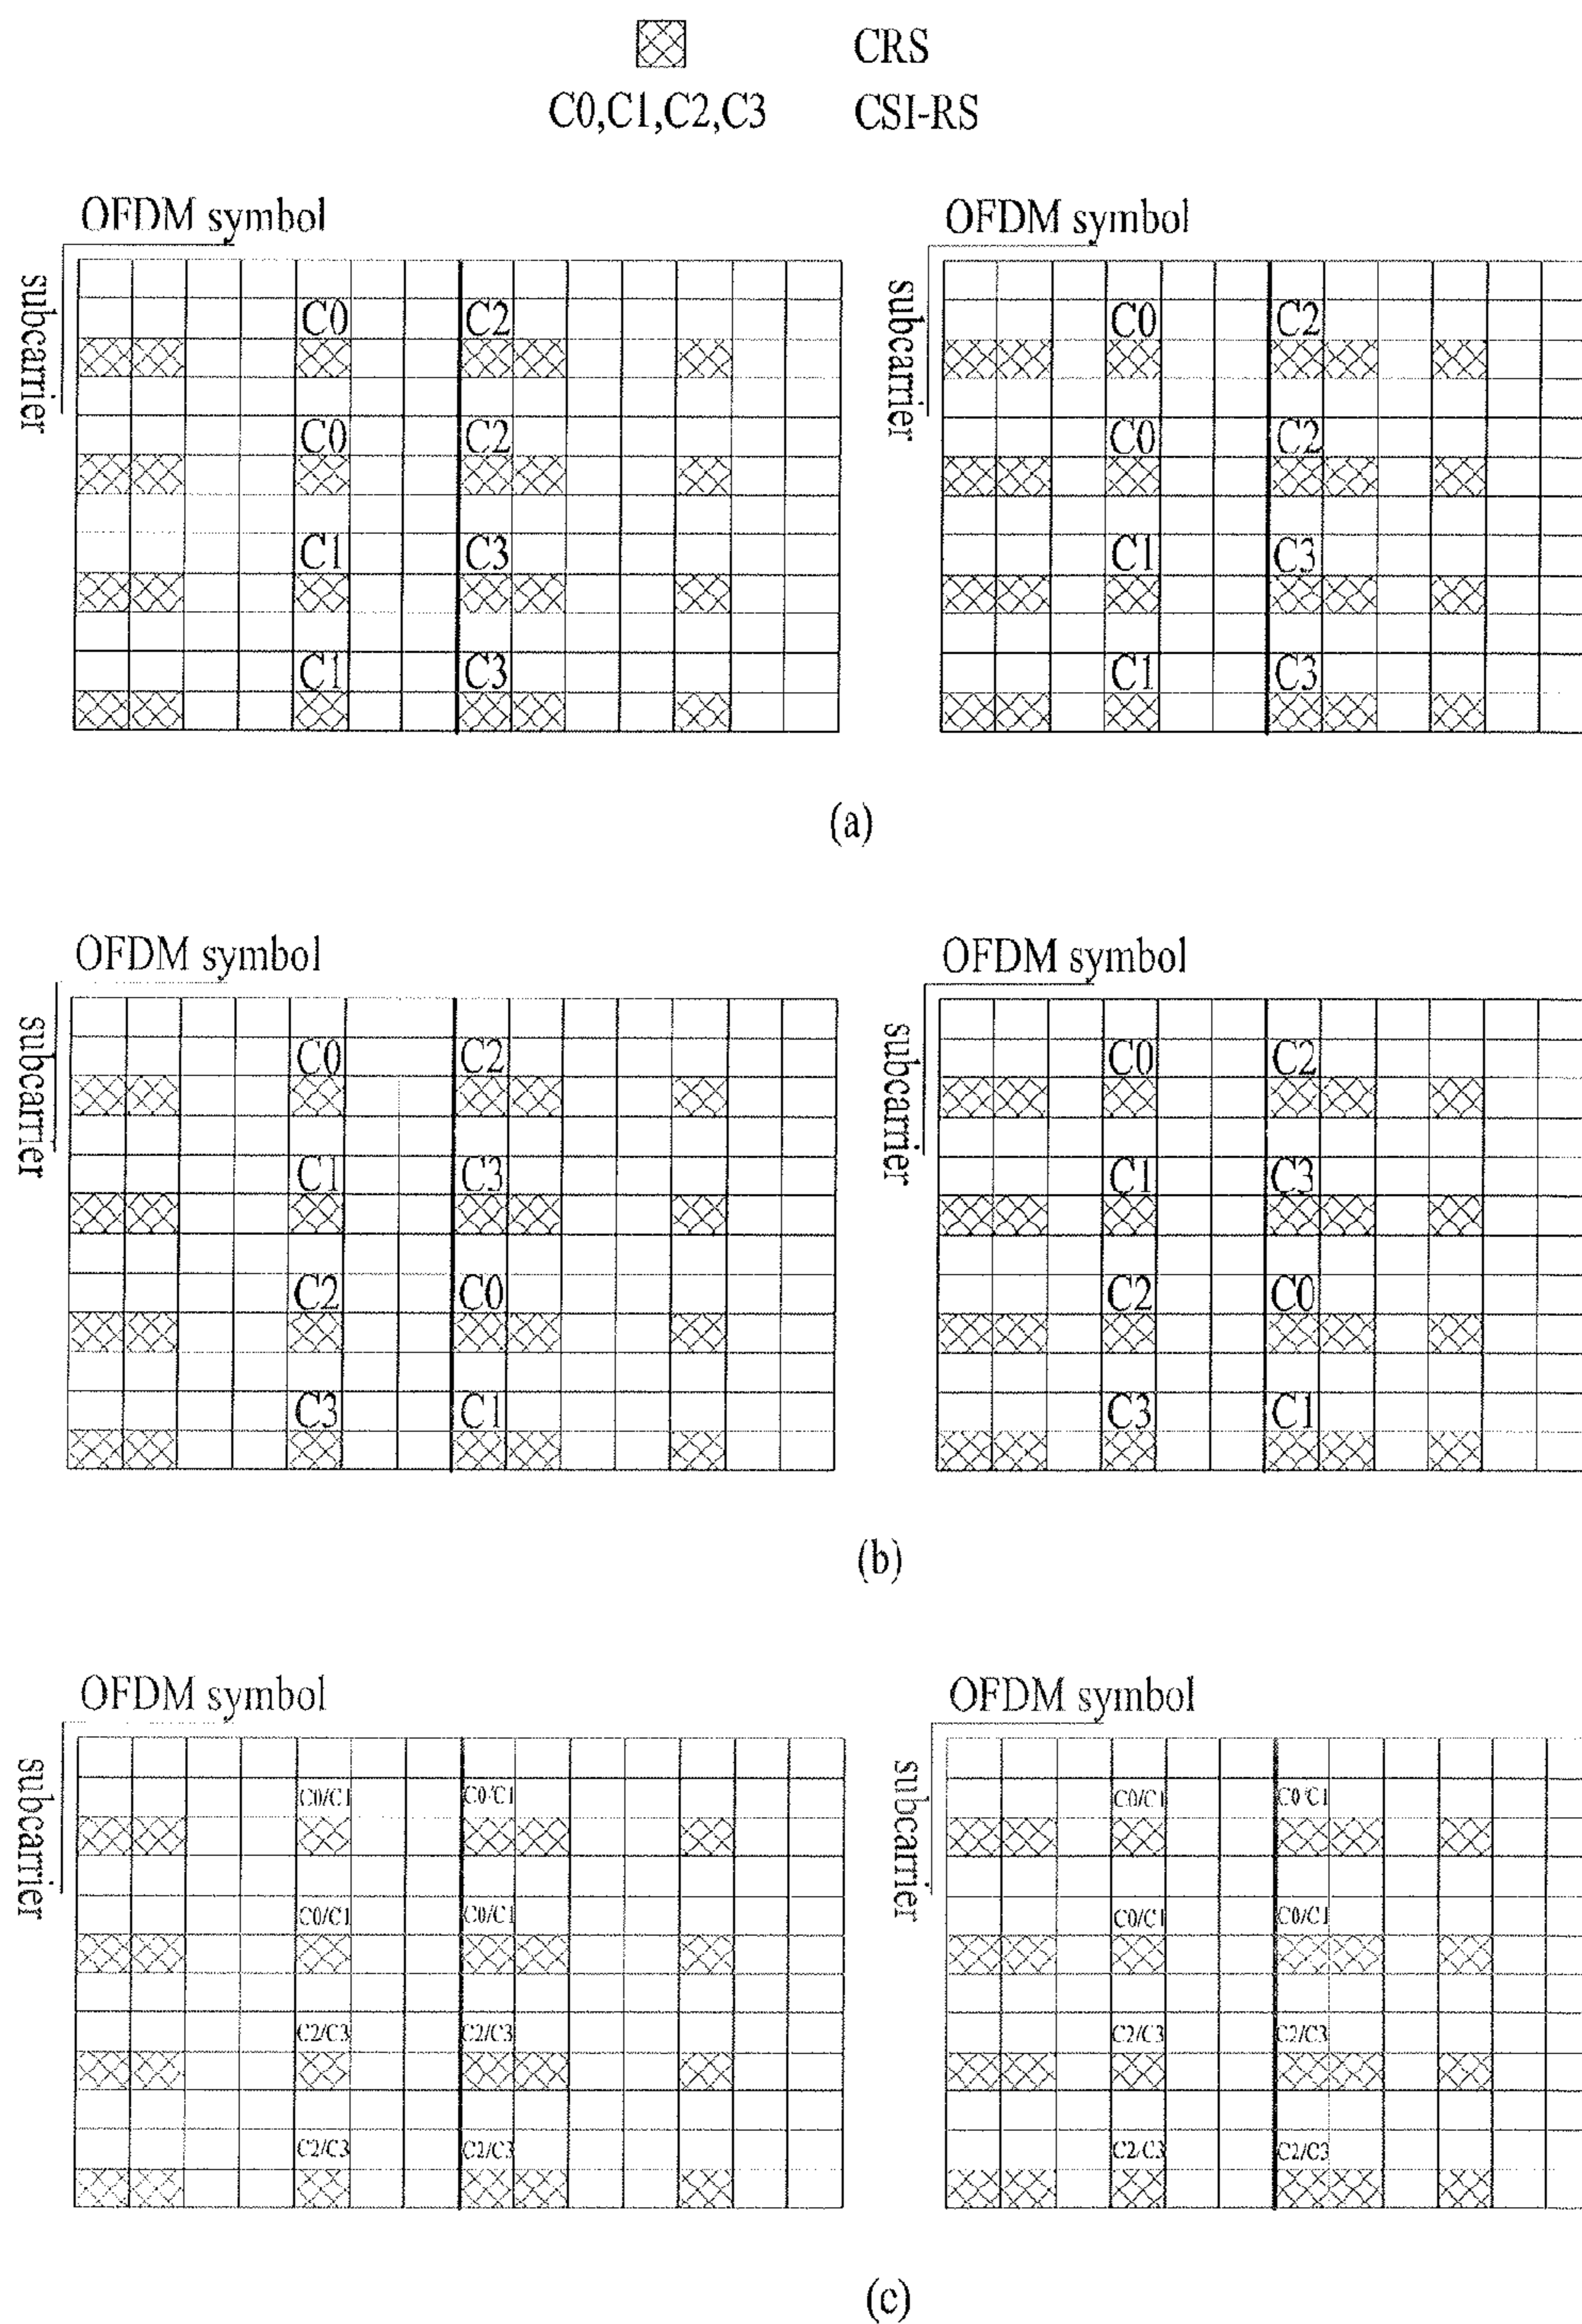 CRS
C0,C1,C2,C3 CSI-RS
OFDM symbol OFDM symbol
subcarrier subcarrier
C0 C2 C0 C2
C0 C2 C0 C2
C1 C3 C1 C3
C1 C3 C1 C3
(a)
OFDM symbol OFDM symbol
subcarrier subcarrier
C0 C2 C0 C2
C1 C3 C1 C3
C2 C0 C2 C0
C3 C1 C3 C1
(b)
OFDM symbol OFDM symbol
subcarrier subcarrier
C0/C1 C0/C1 C0/C1 C0/C1
C0/C1 C0/C1 C0/C1 C0/C1
C2/C3 C2/C3 C2/C3 C2/C3
C2/C3 C2/C3 C2/C3 C2/C3
(c)